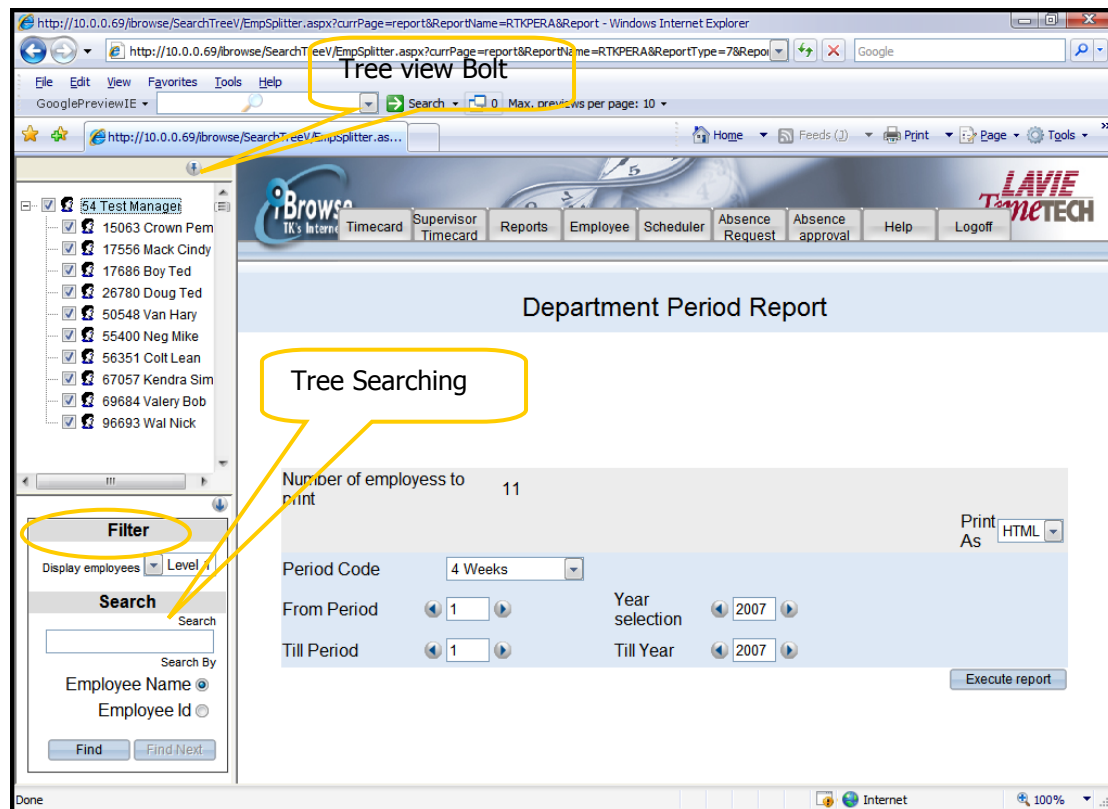 http://10.0.0.69/ibrowse/SearchTreeV/EmpSplitter.aspx?currPage=report&ReportName=RTKPERA&Report - Windows Internet Explorer
http://10.0.0.69/ibrowse/SearchTreeV/EmpSplitter.aspx?currPage=report&ReportName=RTKPERA&ReportType=7&Repor
Google
Tree view Bolt
File Edit View Favorites Tools Help
GooglePreviewIE
Search
0 Max. previews per page: 10
http://10.0.0.69/ibrowse/SearchTreeV/EmpSplitter.as...
Home Feeds (J) Print Page Tools »
54 TestManager
15063 Crown Pem
17556 Mack Cindy
17686 Boy Ted
26780 Doug Ted
50548 Van Hary
55400 Neg Mike
56351 Colt Lean
67057 Kendra Sim
69684 Valery Bob
96693 Wal Nick
iBrowse
TK's Interne
LAVIE
TimeTECH
Timecard
Supervisor Timecard
Reports
Employee
Scheduler
Absence Request
Absence approval
Help
Logoff
Department Period Report
Tree Searching
Number of employess to print
11
Print As HTML
Period Code 4 Weeks
From Period 1
Year selection 2007
Till Period 1
Till Year 2007
Execute report
Filter
Display employees Level 1
Search
Search
Search By
Employee Name
Employee Id
Find Find Next
Done
Internet
100%